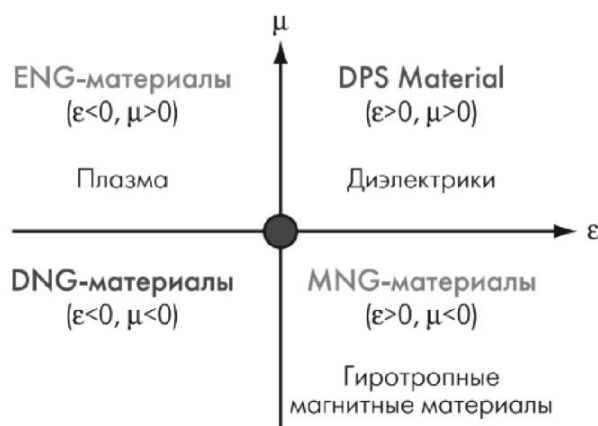 μ
ENG-материалы
(ε<0, μ>0)
Плазма
DPS Material
(ε>0, μ>0)
Диэлектрики
ε
DNG-материалы
(ε<0, μ<0)
MNG-материалы
(ε>0, μ<0)
Гиротропные
магнитные материалы